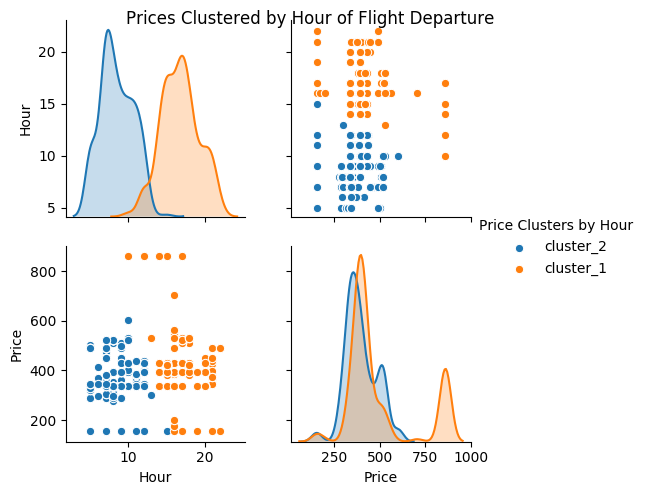 Prices Clustered by Hour of Flight Departure
20
15
10
5
Hour
Price Clusters by Hour
cluster_2
cluster_1
800
600
400
200
Price
10 20
Hour
250 500 750 1000
Price